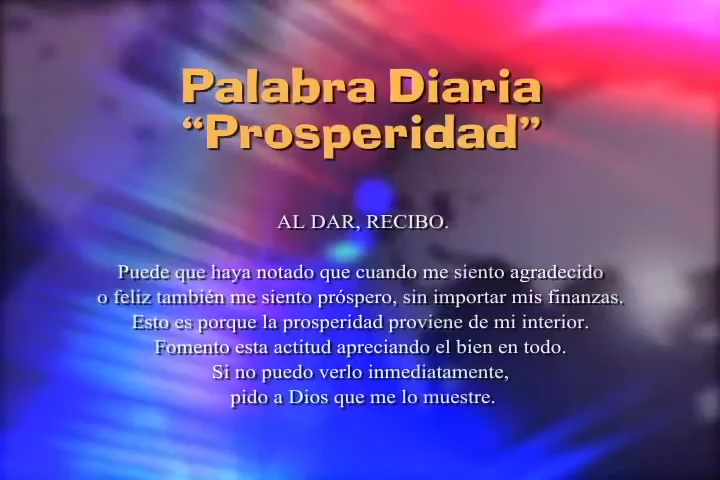 Palabra Diaria
“Prosperidad”
AL DAR, RECIBO.
Puede que haya notado que cuando me siento agradecido
o feliz también me siento próspero, sin importar mis finanzas.
Esto es porque la prosperidad proviene de mi interior.
Fomento esta actitud apreciando el bien en todo.
Si no puedo verlo inmediatamente,
pido a Dios que me lo muestre.